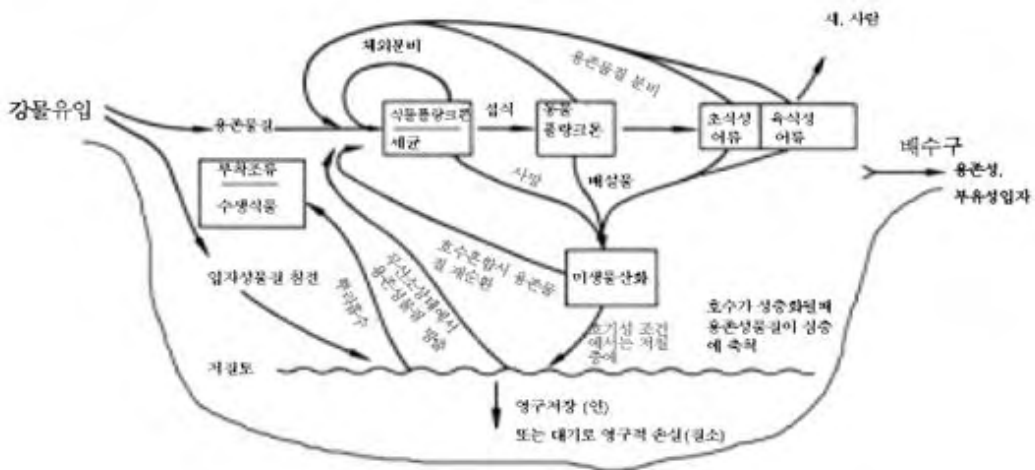 새. 사람
체외분비
용존물질 분비
강물유입
용존물질
식물플랑크톤
세균
섭식
동물
플랑크톤
초식성
어류
육식성
어류
배수구
용존성,
부유성입자
부착조류
수생식물
사망
배설물
입자성물질 침전
뿌리흡수
무산소상태에서
용존성물질 방출
호수혼합시 용존물
질 재순환
미생물산화
호기성 조건
에서는 저질
중에
호수가 성층화될때
용존성물질이 심층
에 축척
저질토
영구저장 (인)
또는 대기로 영구적 손실(질소)